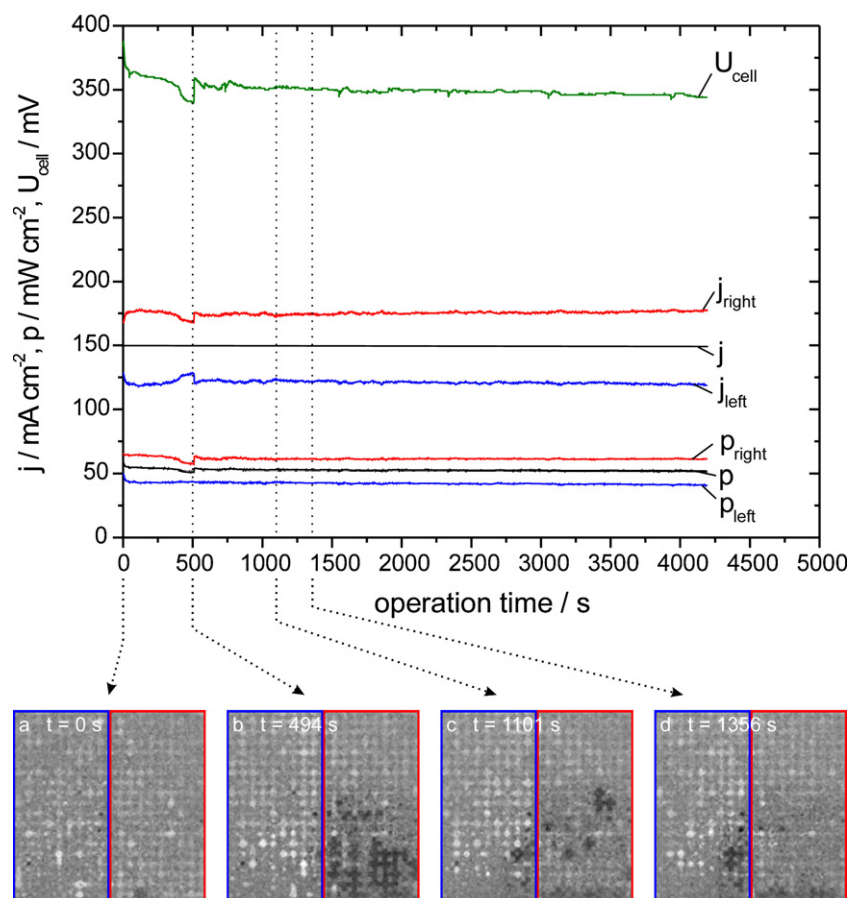 j / mA cm⁻², p / mW cm⁻², U_cell / mV
400
350
300
250
200
150
100
50
0
U_cell
j_right
j
j_left
p_right
p
p_left
0 500 1000 1500 2000 2500 3000 3500 4000 4500 5000
operation time / s
a t = 0 s
b t = 494 s
c t = 1101 s
d t = 1356 s